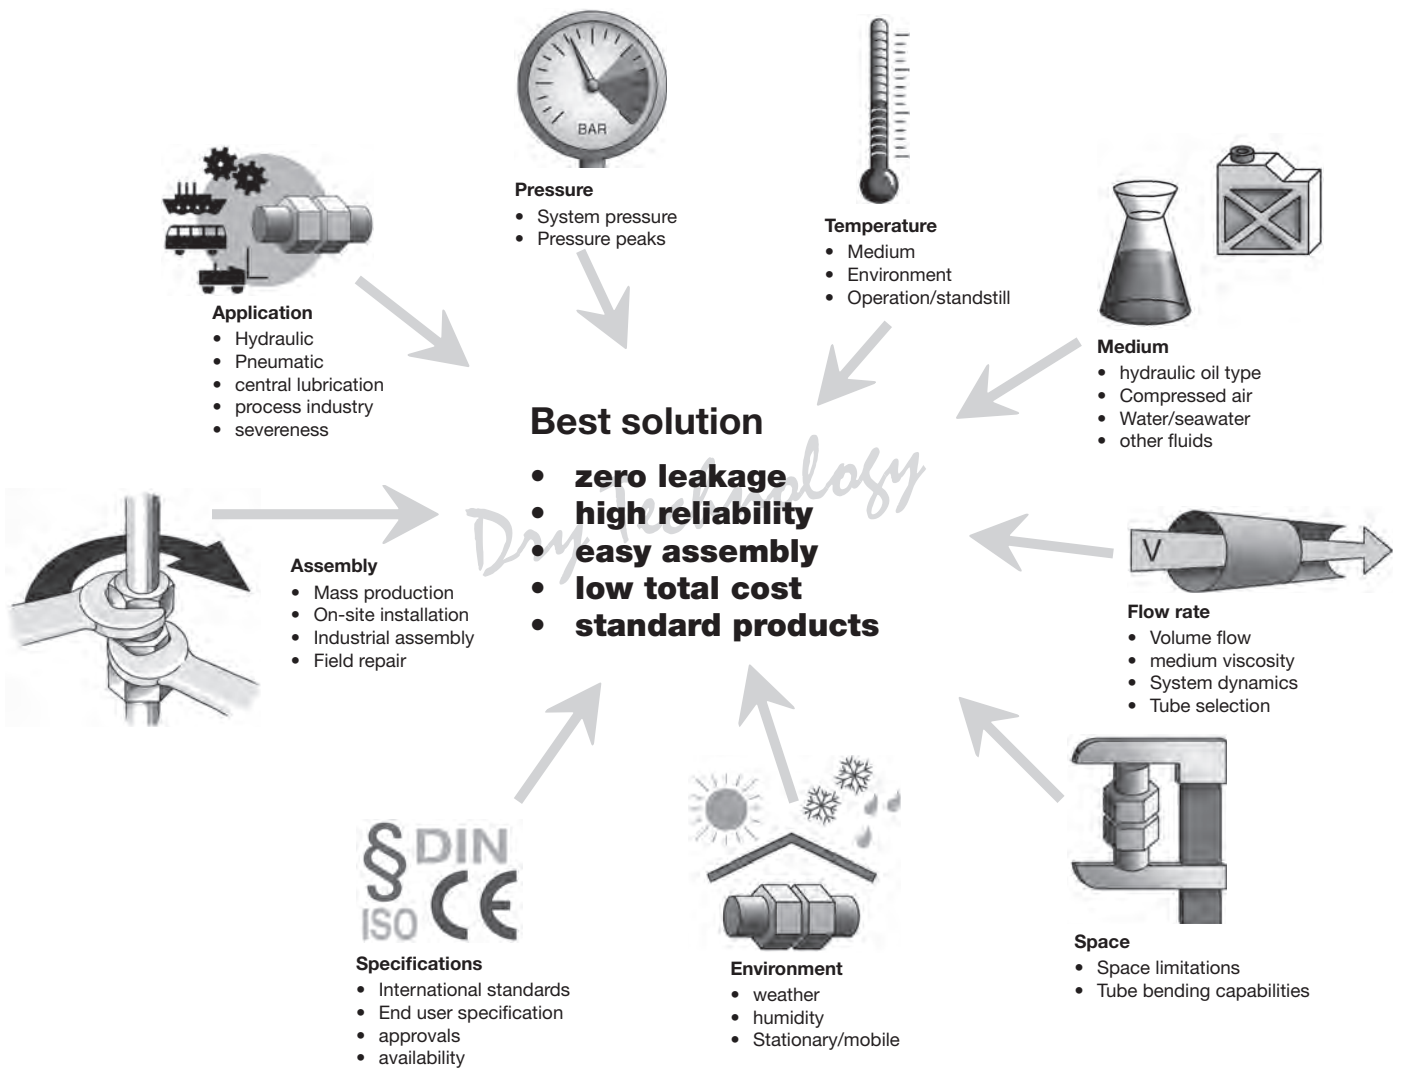 BAR
Pressure
• System pressure
• Pressure peaks
Temperature
• Medium
• Environment
• Operation/standstill
Application
• Hydraulic
• Pneumatic
• central lubrication
• process industry
• severeness
Medium
• hydraulic oil type
• Compressed air
• Water/seawater
• other fluids
Best solution
• zero leakage
• high reliability
• easy assembly
• low total cost
• standard products
Dry Technology
Assembly
• Mass production
• On-site installation
• Industrial assembly
• Field repair
V
Flow rate
• Volume flow
• medium viscosity
• System dynamics
• Tube selection
§ DIN
ISO CE
Specifications
• International standards
• End user specification
• approvals
• availability
Environment
• weather
• humidity
• Stationary/mobile
Space
• Space limitations
• Tube bending capabilities